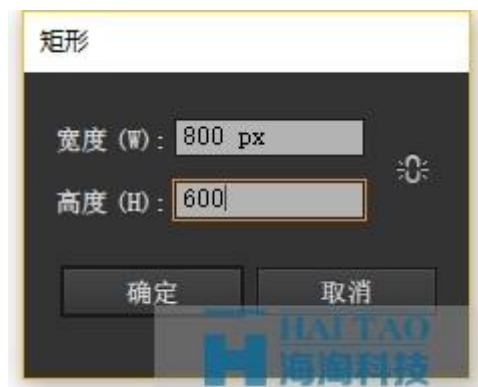 矩形
宽度 (W): 800 px
高度 (H): 600
确定 取消
HAI TAO
海淘科技